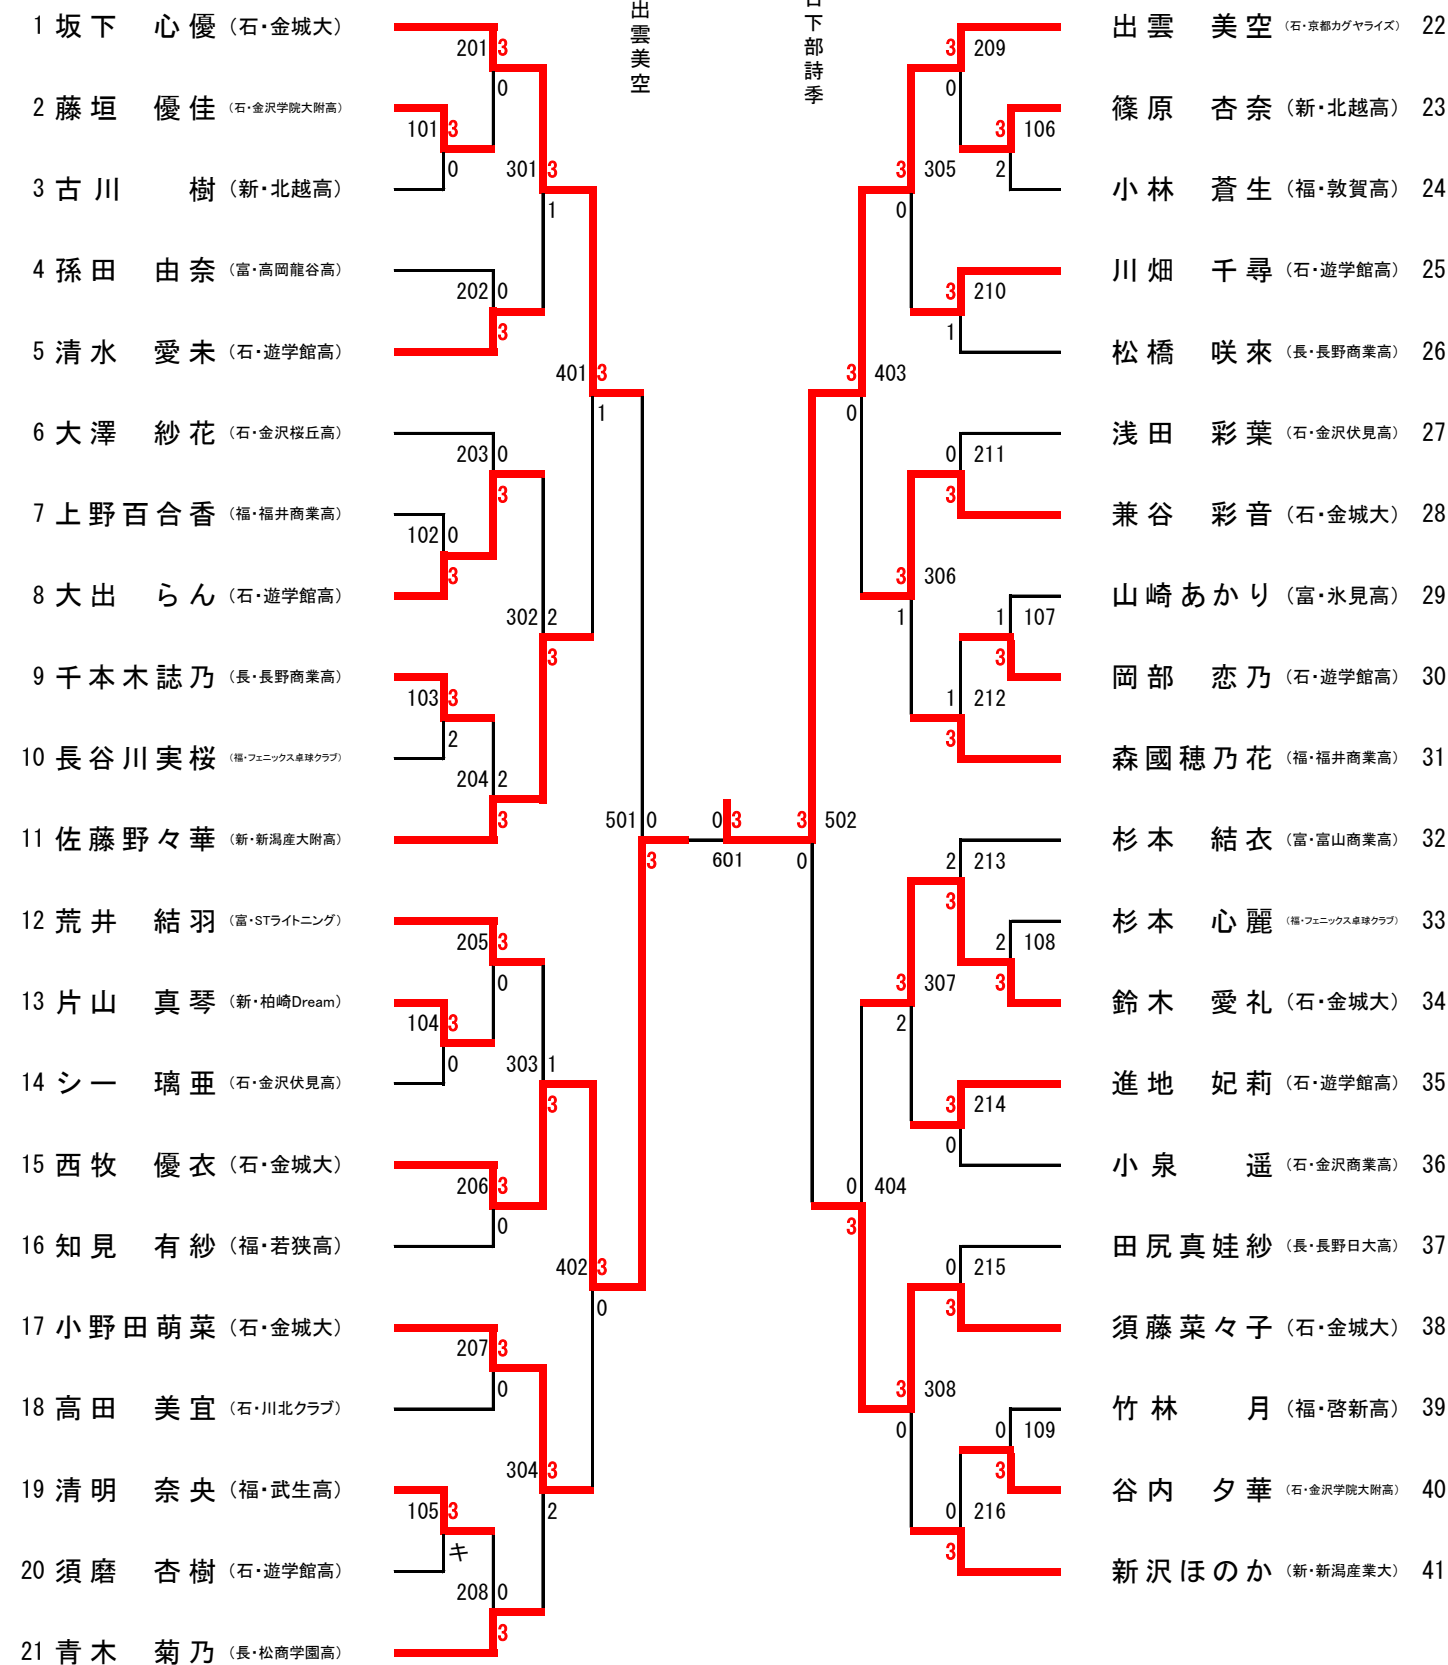 出雲美空
日下部詩季
1 坂下 心優 (石・金城大)
2 藤垣 優佳 (石・金沢学院大附高)
3 古川 樹 (新・北越高)
4 孫田 由奈 (富・高岡龍谷高)
5 清水 愛未 (石・遊学館高)
6 大澤 紗花 (石・金沢桜丘高)
7 上野百合香 (福・福井商業高)
8 大出 らん (石・遊学館高)
9 千本木誌乃 (長・長野商業高)
10 長谷川実桜 (福・フェニックス卓球クラブ)
11 佐藤野々華 (新・新潟産大附高)
12 荒井 結羽 (富・STライトニング)
13 片山 真琴 (新・柏崎Dream)
14 シー 璃亜 (石・金沢伏見高)
15 西牧 優衣 (石・金城大)
16 知見 有紗 (福・若狭高)
17 小野田萌菜 (石・金城大)
18 高田 美宜 (石・川北クラブ)
19 清明 奈央 (福・武生高)
20 須磨 杏樹 (石・遊学館高)
21 青木 菊乃 (長・松商学園高)
201 3
0
101 3
0
301 3
1
202 0
3
401 3
1
203 0
3
102 0
3
302 2
3
103 3
2
204 2
3
501 0
3
205 3
0
104 3
0
303 1
3
206 3
0
402 3
0
207 3
0
304 3
2
105 3
キ
208 0
3
0 3
601
出雲 美空 (石・京都カグヤライズ) 22
篠原 杏奈 (新・北越高) 23
小林 蒼生 (福・敦賀高) 24
川畑 千尋 (石・遊学館高) 25
松橋 咲來 (長・長野商業高) 26
浅田 彩葉 (石・金沢伏見高) 27
兼谷 彩音 (石・金城大) 28
山崎あかり (富・氷見高) 29
岡部 恋乃 (石・遊学館高) 30
森國穂乃花 (福・福井商業高) 31
杉本 結衣 (富・富山商業高) 32
杉本 心麗 (福・フェニックス卓球クラブ) 33
鈴木 愛礼 (石・金城大) 34
進地 妃莉 (石・遊学館高) 35
小泉 遥 (石・金沢商業高) 36
田尻真娃紗 (長・長野日大高) 37
須藤菜々子 (石・金城大) 38
竹林 月 (福・啓新高) 39
谷内 夕華 (石・金沢学院大附高) 40
新沢ほのか (新・新潟産業大) 41
3 209
0
3 106
2
3 305
0
3 210
1
3 403
0
0 211
3
3 306
1
1 107
3
1 212
3
3 502
0
2 213
3
2 108
3
3 307
2
3 214
0
0 404
3
0 215
3
3 308
0
0 109
3
0 216
3